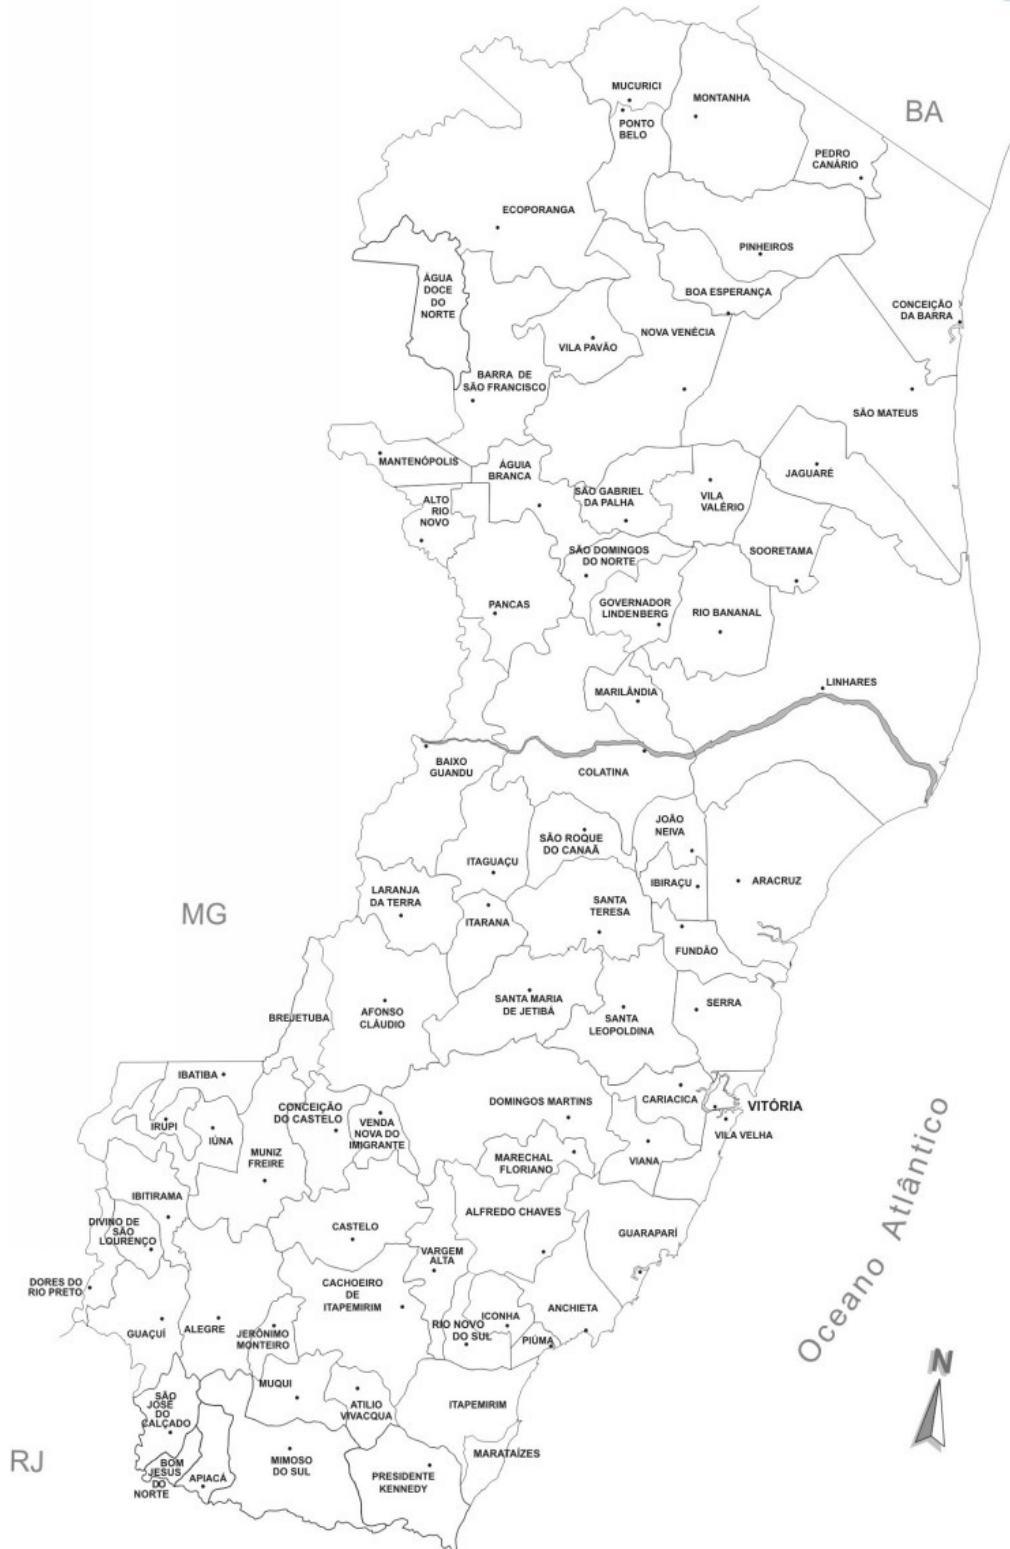 MUCURICI
MONTANHA
BA
PONTO
BELO
PEDRO
CANÁRIO
ECOPORANGA
PINHEIROS
ÁGUA
DOCE
DO
NORTE
BOA ESPERANÇA
CONCEIÇÃO
DA BARRA
NOVA VENÉCIA
VILA PAVÃO
BARRA DE
SÃO FRANCISCO
SÃO MATEUS
MANTENÓPOLIS
ÁGUIA
BRANCA
JAGUARÉ
SÃO GABRIEL
DA PALHA
VILA
VALÉRIO
ALTO
RIO
NOVO
SÃO DOMINGOS
DO NORTE
SOORETAMA
PANCAS
GOVERNADOR
LINDENBERG
RIO BANANAL
MARILÂNDIA
LINHARES
BAIXO
GUANDU
COLATINA
JOÃO
NEIVA
SÃO ROQUE
DO CANAÃ
ITAGUAÇU
IBIRAÇU
ARACRUZ
LARANJA
DA TERRA
MG
ITARANA
SANTA
TERESA
FUNDÃO
SANTA MARIA
DE JETIBÁ
SERRA
AFONSO
CLÁUDIO
BREJETUBA
SANTA
LEOPOLDINA
IBATIBA
CONCEIÇÃO
DO CASTELO
DOMINGOS MARTINS
CARIACICA
VITÓRIA
IRUPI
IÚNA
VENDA
NOVA DO
IMIGRANTE
VILA VELHA
MUNIZ
FREIRE
MARECHAL
FLORIANO
VIANA
IBITIRAMA
ALFREDO CHAVES
DIVINO DE
SÃO
LOURENÇO
CASTELO
GUARAPARÍ
VARGEM
ALTA
Oceano Atlântico
DORES DO
RIO PRETO
CACHOEIRO
DE
ITAPEMIRIM
ANCHIETA
GUAÇUÍ
ALEGRE
JERÔNIMO
MONTEIRO
RIO NOVO
DO SUL
ICONHA
PIÚMA
N
MUQUI
SÃO
JOSÉ
DO
CALÇADO
ATILIO
VIVACQUA
ITAPEMIRIM
RJ
MARATAÍZES
BOM
JESUS
DO
NORTE
APIACÁ
MIMOSO
DO SUL
PRESIDENTE
KENNEDY